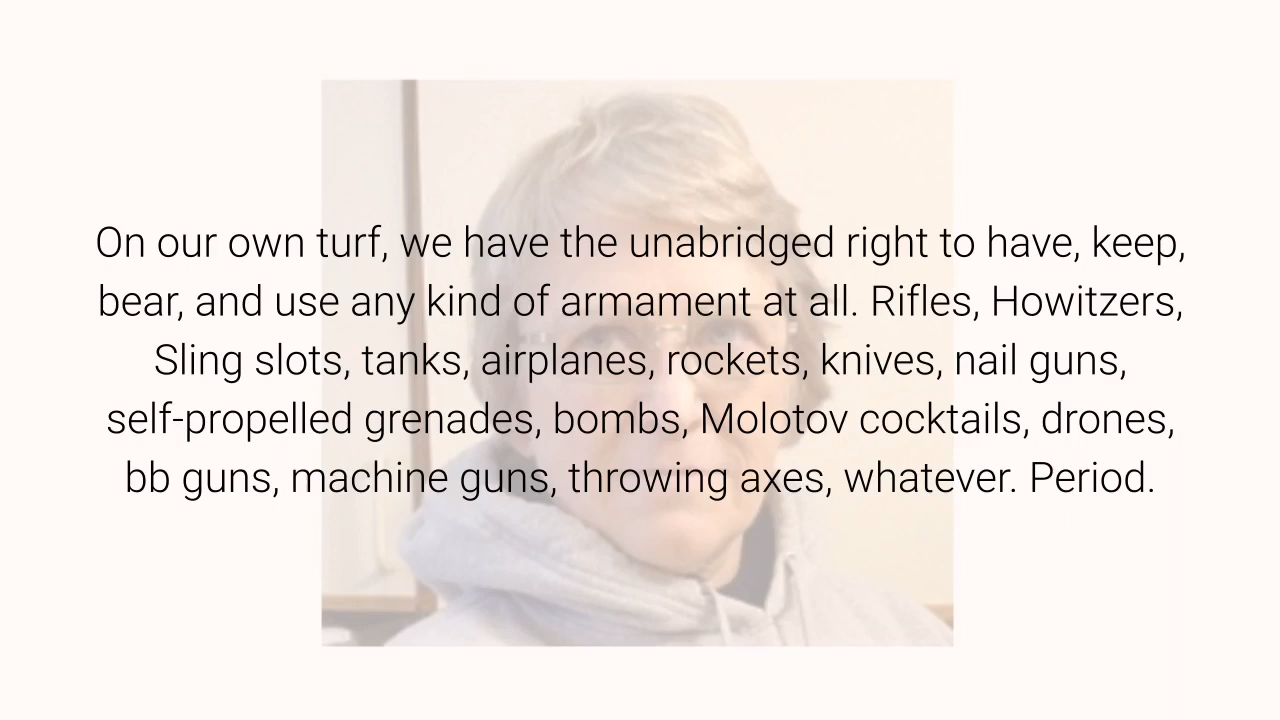 On our own turf, we have the unabridged right to have, keep,
bear, and use any kind of armament at all. Rifles, Howitzers,
Sling slots, tanks, airplanes, rockets, knives, nail guns,
self-propelled grenades, bombs, Molotov cocktails, drones,
bb guns, machine guns, throwing axes, whatever. Period.